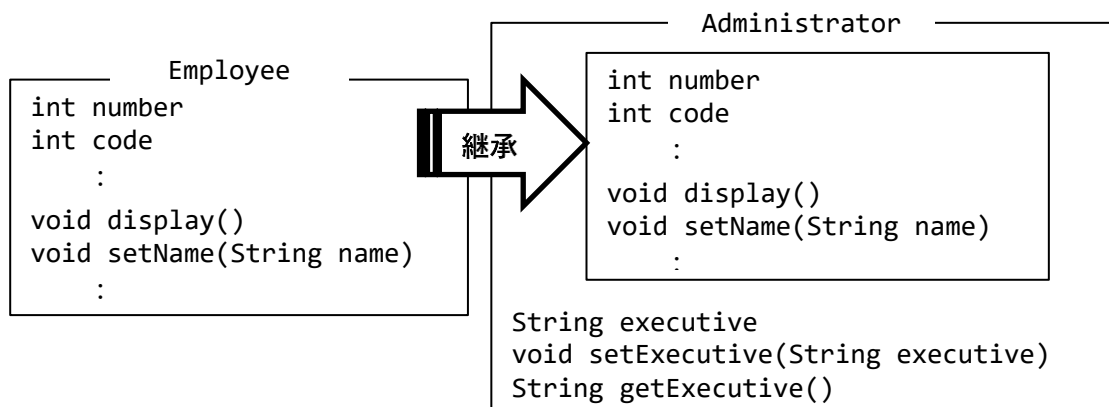 Employee
int number
int code
:
void display()
void setName(String name)
:
継承
Administrator
int number
int code
:
void display()
void setName(String name)
:
String executive
void setExecutive(String executive)
String getExecutive()